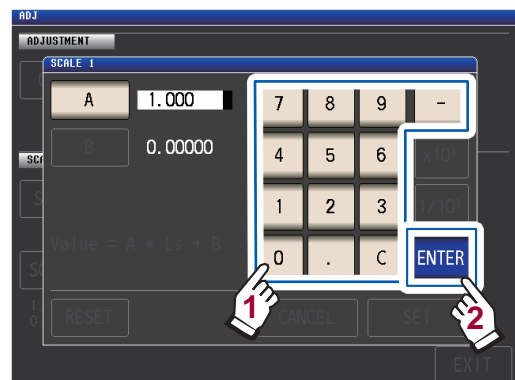 ADJ
ADJUSTMENT
SCALE 1
A 1.000 7 8 9 -
B 0.00000 4 5 6 x10³
1 2 3 1/10³
Value = A * Ls + B
0 . C ENTER
1 2
RESET CANCEL SET
EXIT